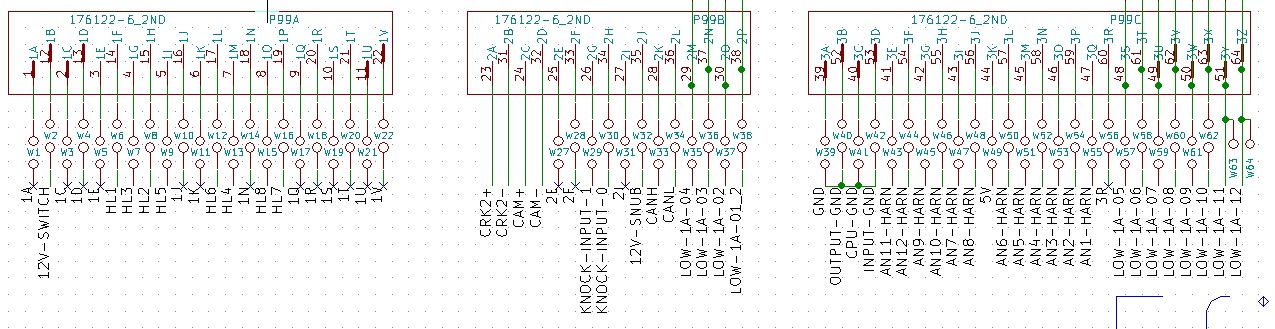 176122-6_2ND P99A
1A 1B 1C 1D 1E 1F 1G 1H 1I 1J 1K 1L 1M 1N 1O 1P 1Q 1R 1S 1T 1U 1V
1 12 2 13 3 14 4 15 5 16 6 17 7 18 8 19 9 20 10 21 11 22
W2 W4 W6 W8 W10 W12 W14 W16 W18 W20 W22
W1 W3 W5 W7 W9 W11 W13 W15 W17 W19 W21
1A
12V-SWITCH
1C
1D
1E
HL1
HL3
HL2
HL5
1J
1K
HL6
HL4
1N
HL8
HL7
1Q
1R
1S
1T
1U
1V
176122-6_2ND P99B
2A 2B 2C 2D 2E 2F 2G 2H 2I 2J 2K 2L 2M 2N 2O 2P
23 31 24 32 25 33 26 34 27 35 28 36 29 37 30 38
W28 W30 W32 W34 W36 W38
W27 W29 W31 W33 W35 W37
CRK2+
CRK2-
CAM+
CAM-
2E
2F
KNOCK-INPUT-1
KNOCK-INPUT-0
2I
12V-SNUB
CANH
CANL
LOW-1A-04
LOW-1A-03
LOW-1A-02
LOW-1A-01_2
176122-6_2ND P99C
3A 3B 3C 3D 3E 3F 3G 3H 3I 3J 3K 3L 3M 3N 3O 3P 3Q 3R 3S 3T 3U 3V 3W 3X 3Y 3Z
39 52 40 53 41 54 42 55 43 56 44 57 45 58 46 59 47 60 48 61 49 62 50 63 51 64
W40 W42 W44 W46 W48 W50 W52 W54 W56 W58 W60 W62
W39 W41 W43 W45 W47 W49 W51 W53 W55 W57 W59 W61 W63 W64
GND
OUTPUT-GND
CPU-GND
INPUT-GND
AN11-HARN
AN12-HARN
AN9-HARN
AN10-HARN
AN7-HARN
AN8-HARN
5V
AN6-HARN
AN5-HARN
AN4-HARN
AN3-HARN
AN2-HARN
AN1-HARN
3R
LOW-1A-05
LOW-1A-06
LOW-1A-07
LOW-1A-08
LOW-1A-09
LOW-1A-10
LOW-1A-11
LOW-1A-12